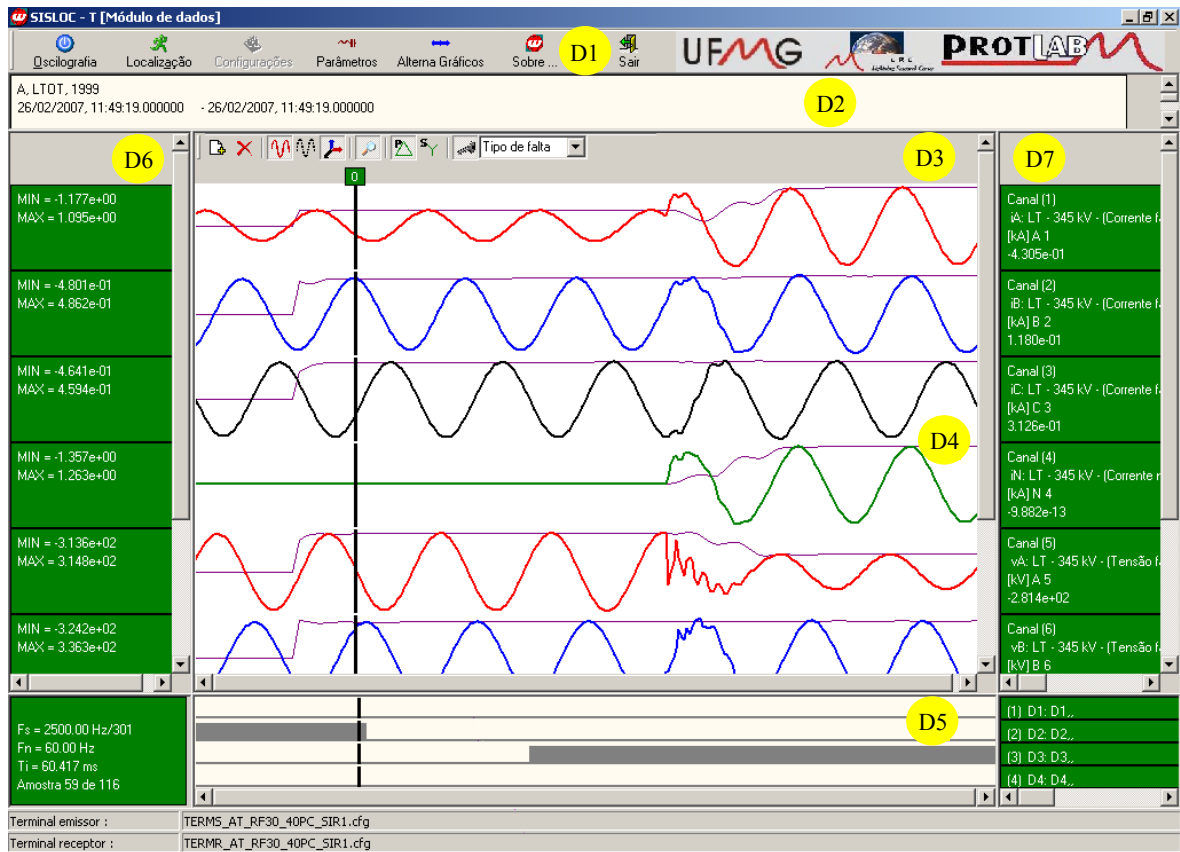 SISLOC - T [Módulo de dados]
Oscilografia
Localização
Configurações
Parâmetros
Alterna Gráficos
Sobre ...
D1
Sair
UFMG
LRC
PROTLAB
A, LTOT, 1999
26/02/2007, 11:49:19.000000 - 26/02/2007, 11:49:19.000000
D2
D6
Tipo de falta
D3
D7
0
MIN = -1.177e+00
MAX = 1.095e+00
Canal (1)
iA: LT - 345 kV - (Corrente f
[kA] A 1
-4.305e-01
MIN = -4.801e-01
MAX = 4.862e-01
Canal (2)
iB: LT - 345 kV - (Corrente f
[kA] B 2
1.180e-01
MIN = -4.641e-01
MAX = 4.594e-01
Canal (3)
iC: LT - 345 kV - (Corrente f
[kA] C 3
3.126e-01
D4
MIN = -1.357e+00
MAX = 1.263e+00
Canal (4)
iN: LT - 345 kV - (Corrente r
[kA] N 4
-9.882e-13
MIN = -3.136e+02
MAX = 3.148e+02
Canal (5)
vA: LT - 345 kV - (Tensão f
[kV] A 5
-2.814e+02
MIN = -3.242e+02
MAX = 3.363e+02
Canal (6)
vB: LT - 345 kV - (Tensão f
[kV] B 6
Fs = 2500.00 Hz/301
Fn = 60.00 Hz
Ti = 60.417 ms
Amostra 59 de 116
D5
(1) D1: D1,,
(2) D2: D2,,
(3) D3: D3,,
(4) D4: D4,,
Terminal emissor : TERMS_AT_RF30_40PC_SIR1.cfg
Terminal receptor : TERMR_AT_RF30_40PC_SIR1.cfg